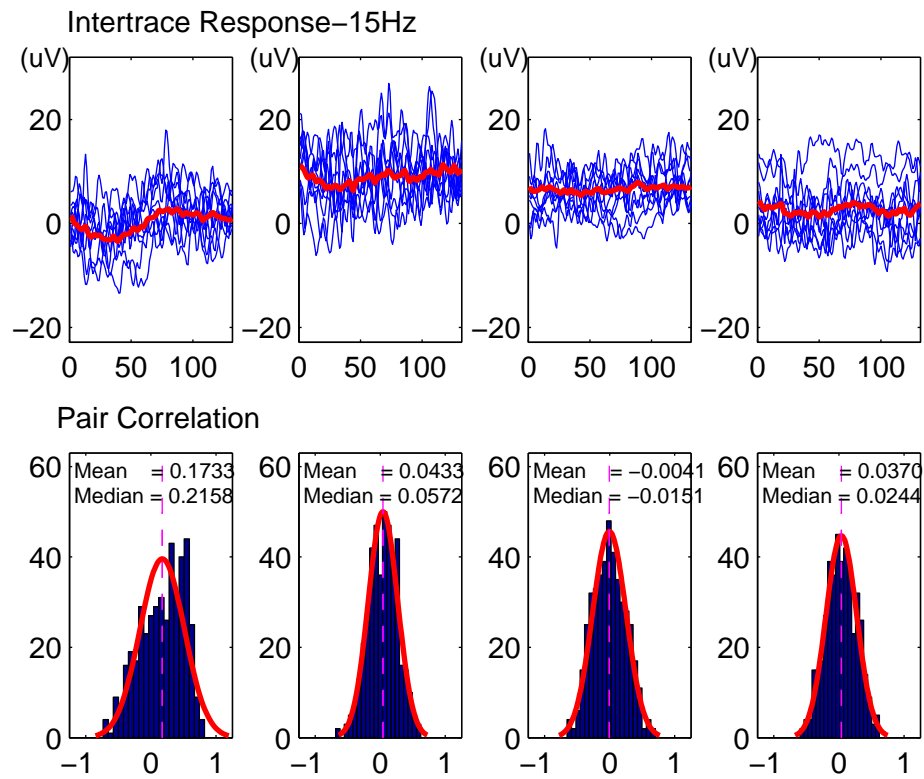 Intertrace Response−15Hz
(uV) (uV) (uV) (uV)
20 20 20 20
0 0 0 0
−20 −20 −20 −20
0 50 100 0 50 100 0 50 100 0 50 100
Pair Correlation
60 60 60 60
Mean = 0.1733 Mean = 0.0433 Mean = −0.0041 Mean = 0.0370
Median = 0.2158 Median = 0.0572 Median = −0.0151 Median = 0.0244
40 40 40 40
20 20 20 20
0 0 0 0
−1 0 1 −1 0 1 −1 0 1 −1 0 1